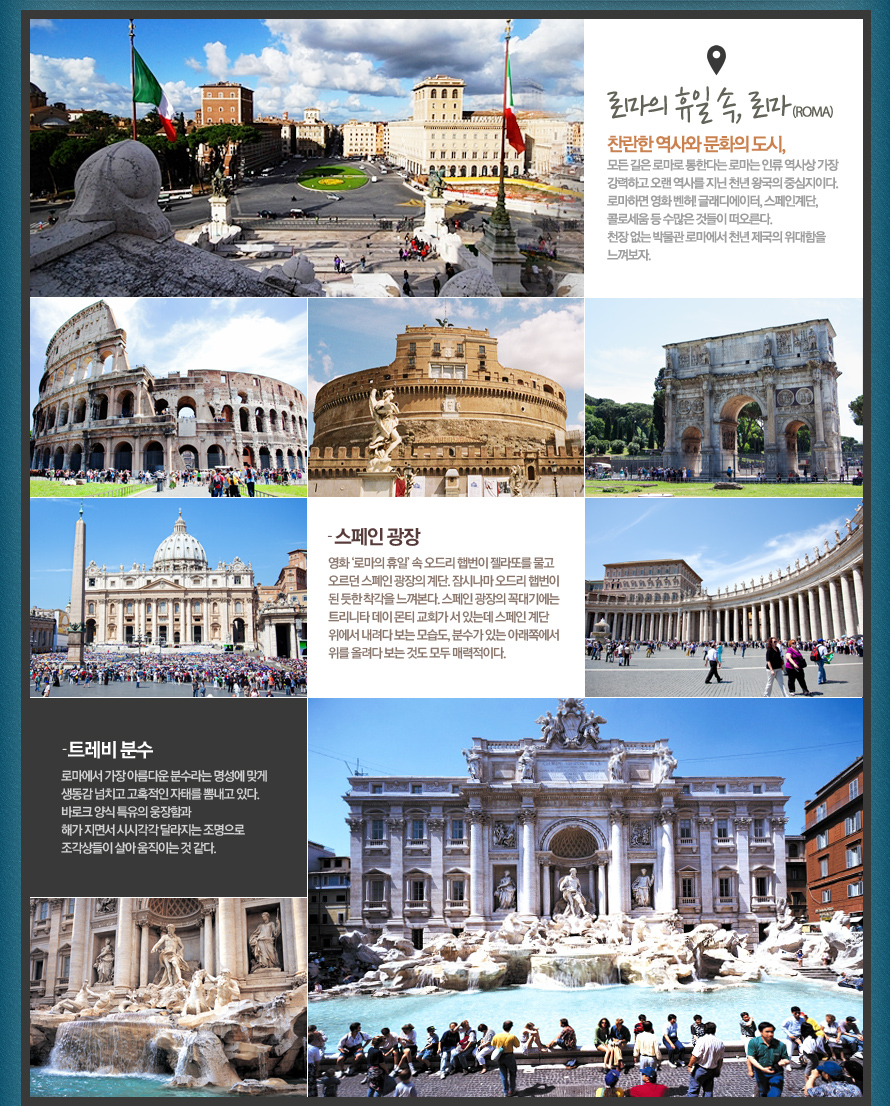 로마의 휴일 속, 로마 (ROMA)
찬란한 역사와 문화의 도시,
모든 길은 로마로 통한다는 로마는 인류 역사상 가장
강력하고 오랜 역사를 지닌 천년 왕국의 중심지이다.
로마하면 영화 벤허! 글레디에이터, 스페인계단,
콜로세움 등 수많은 것들이 떠오른다.
천장 없는 박물관 로마에서 천년 제국의 위대함을
느껴보자.
- 스페인 광장
영화 '로마의 휴일' 속 오드리 햅번이 젤라또를 물고
오르던 스페인 광장의 계단. 잠시나마 오드리 햅번이
된 듯한 착각을 느껴본다. 스페인 광장의 꼭대기에는
트리니타 데이 몬티 교회가 서 있는데 스페인 계단
위에서 내려다 보는 모습도, 분수가 있는 아래쪽에서
위를 올려다 보는 것도 모두 매력적이다.
- 트레비 분수
로마에서 가장 아름다운 분수라는 명성에 맞게
생동감 넘치고 고혹적인 자태를 뽐내고 있다.
바로크 양식 특유의 웅장함과
해가 지면서 시시각각 달라지는 조명으로
조각상들이 살아 움직이는 것 같다.